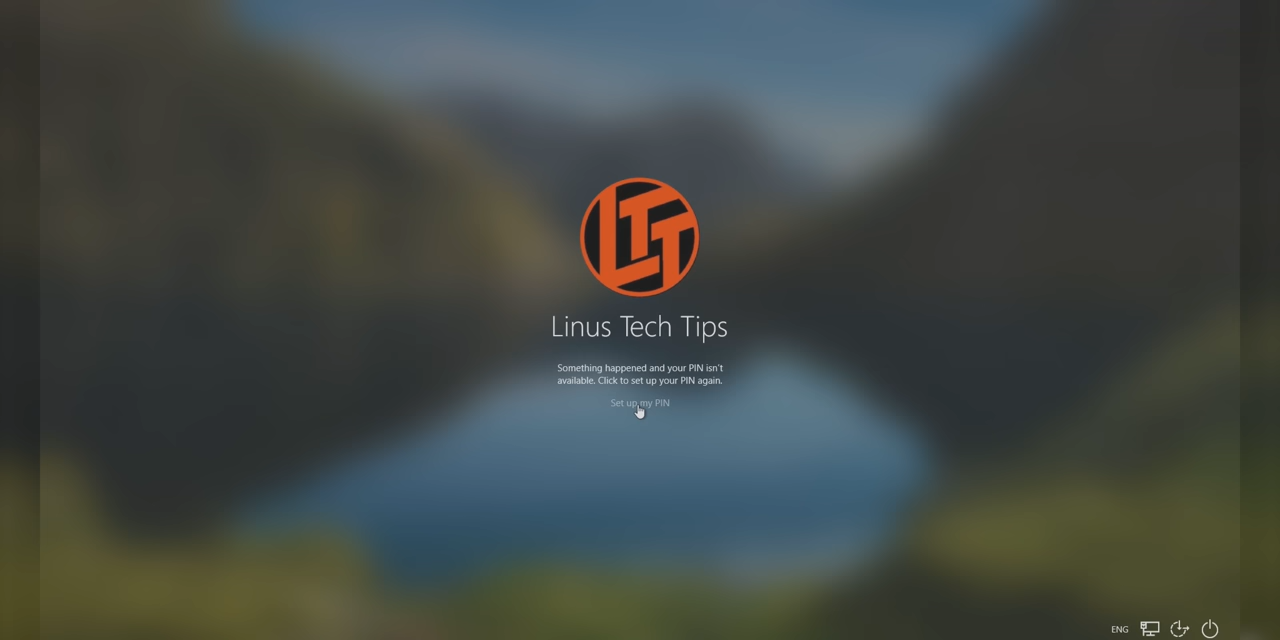 LTT
Linus Tech Tips
Something happened and your PIN isn't
available. Click to set up your PIN again.
Set up my PIN
ENG